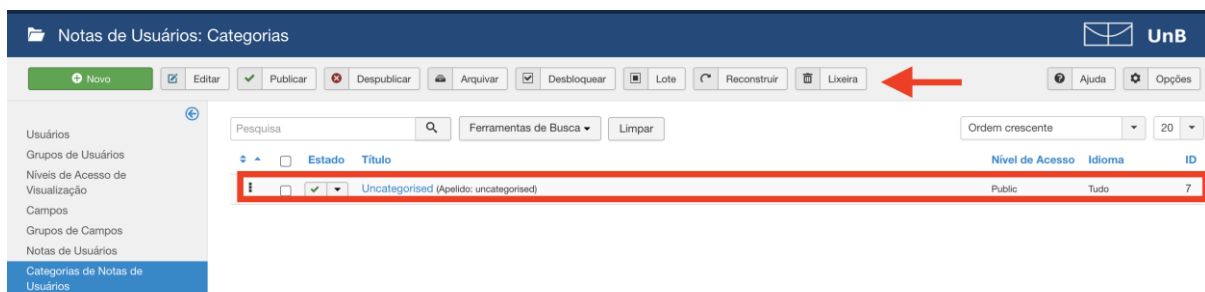 Notas de Usuários: Categorias
UnB
Novo Editar Publicar Despublicar Arquivar Desbloquear Lote Reconstruir Lixeira Ajuda Opções
Usuários
Grupos de Usuários
Níveis de Acesso de
Visualização
Campos
Grupos de Campos
Notas de Usuários
Categorias de Notas de
Usuários
Pesquisa Ferramentas de Busca Limpar Ordem crescente 20
Estado Título Nível de Acesso Idioma ID
Uncategorised (Apelido: uncategorised) Public Tudo 7